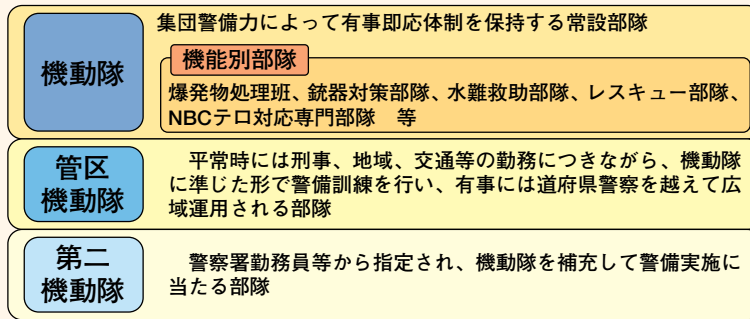 機動隊
集団警備力によって有事即応体制を保持する常設部隊
機能別部隊
爆発物処理班、銃器対策部隊、水難救助部隊、レスキュー部隊、
NBCテロ対応専門部隊　等
管区
機動隊
平常時には刑事、地域、交通等の勤務につきながら、機動隊
に準じた形で警備訓練を行い、有事には道府県警察を越えて広
域運用される部隊
第二
機動隊
警察署勤務員等から指定され、機動隊を補充して警備実施に
当たる部隊